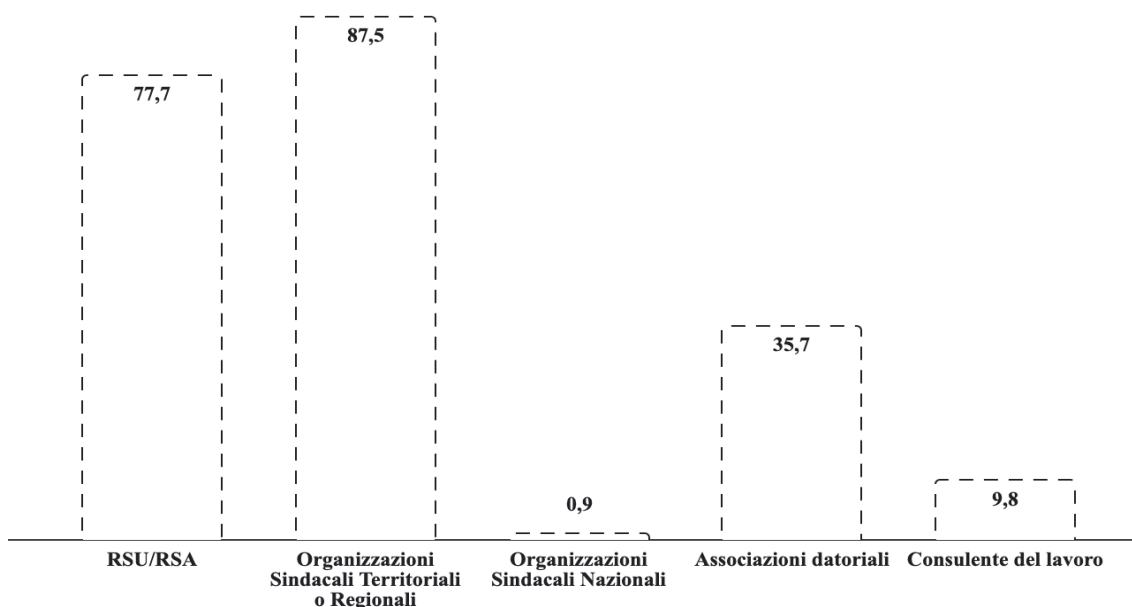 77,7
87,5
0,9
35,7
9,8
RSU/RSA
Organizzazioni
Sindacali Territoriali
o Regionali
Organizzazioni
Sindacali Nazionali
Associazioni datoriali
Consulente del lavoro